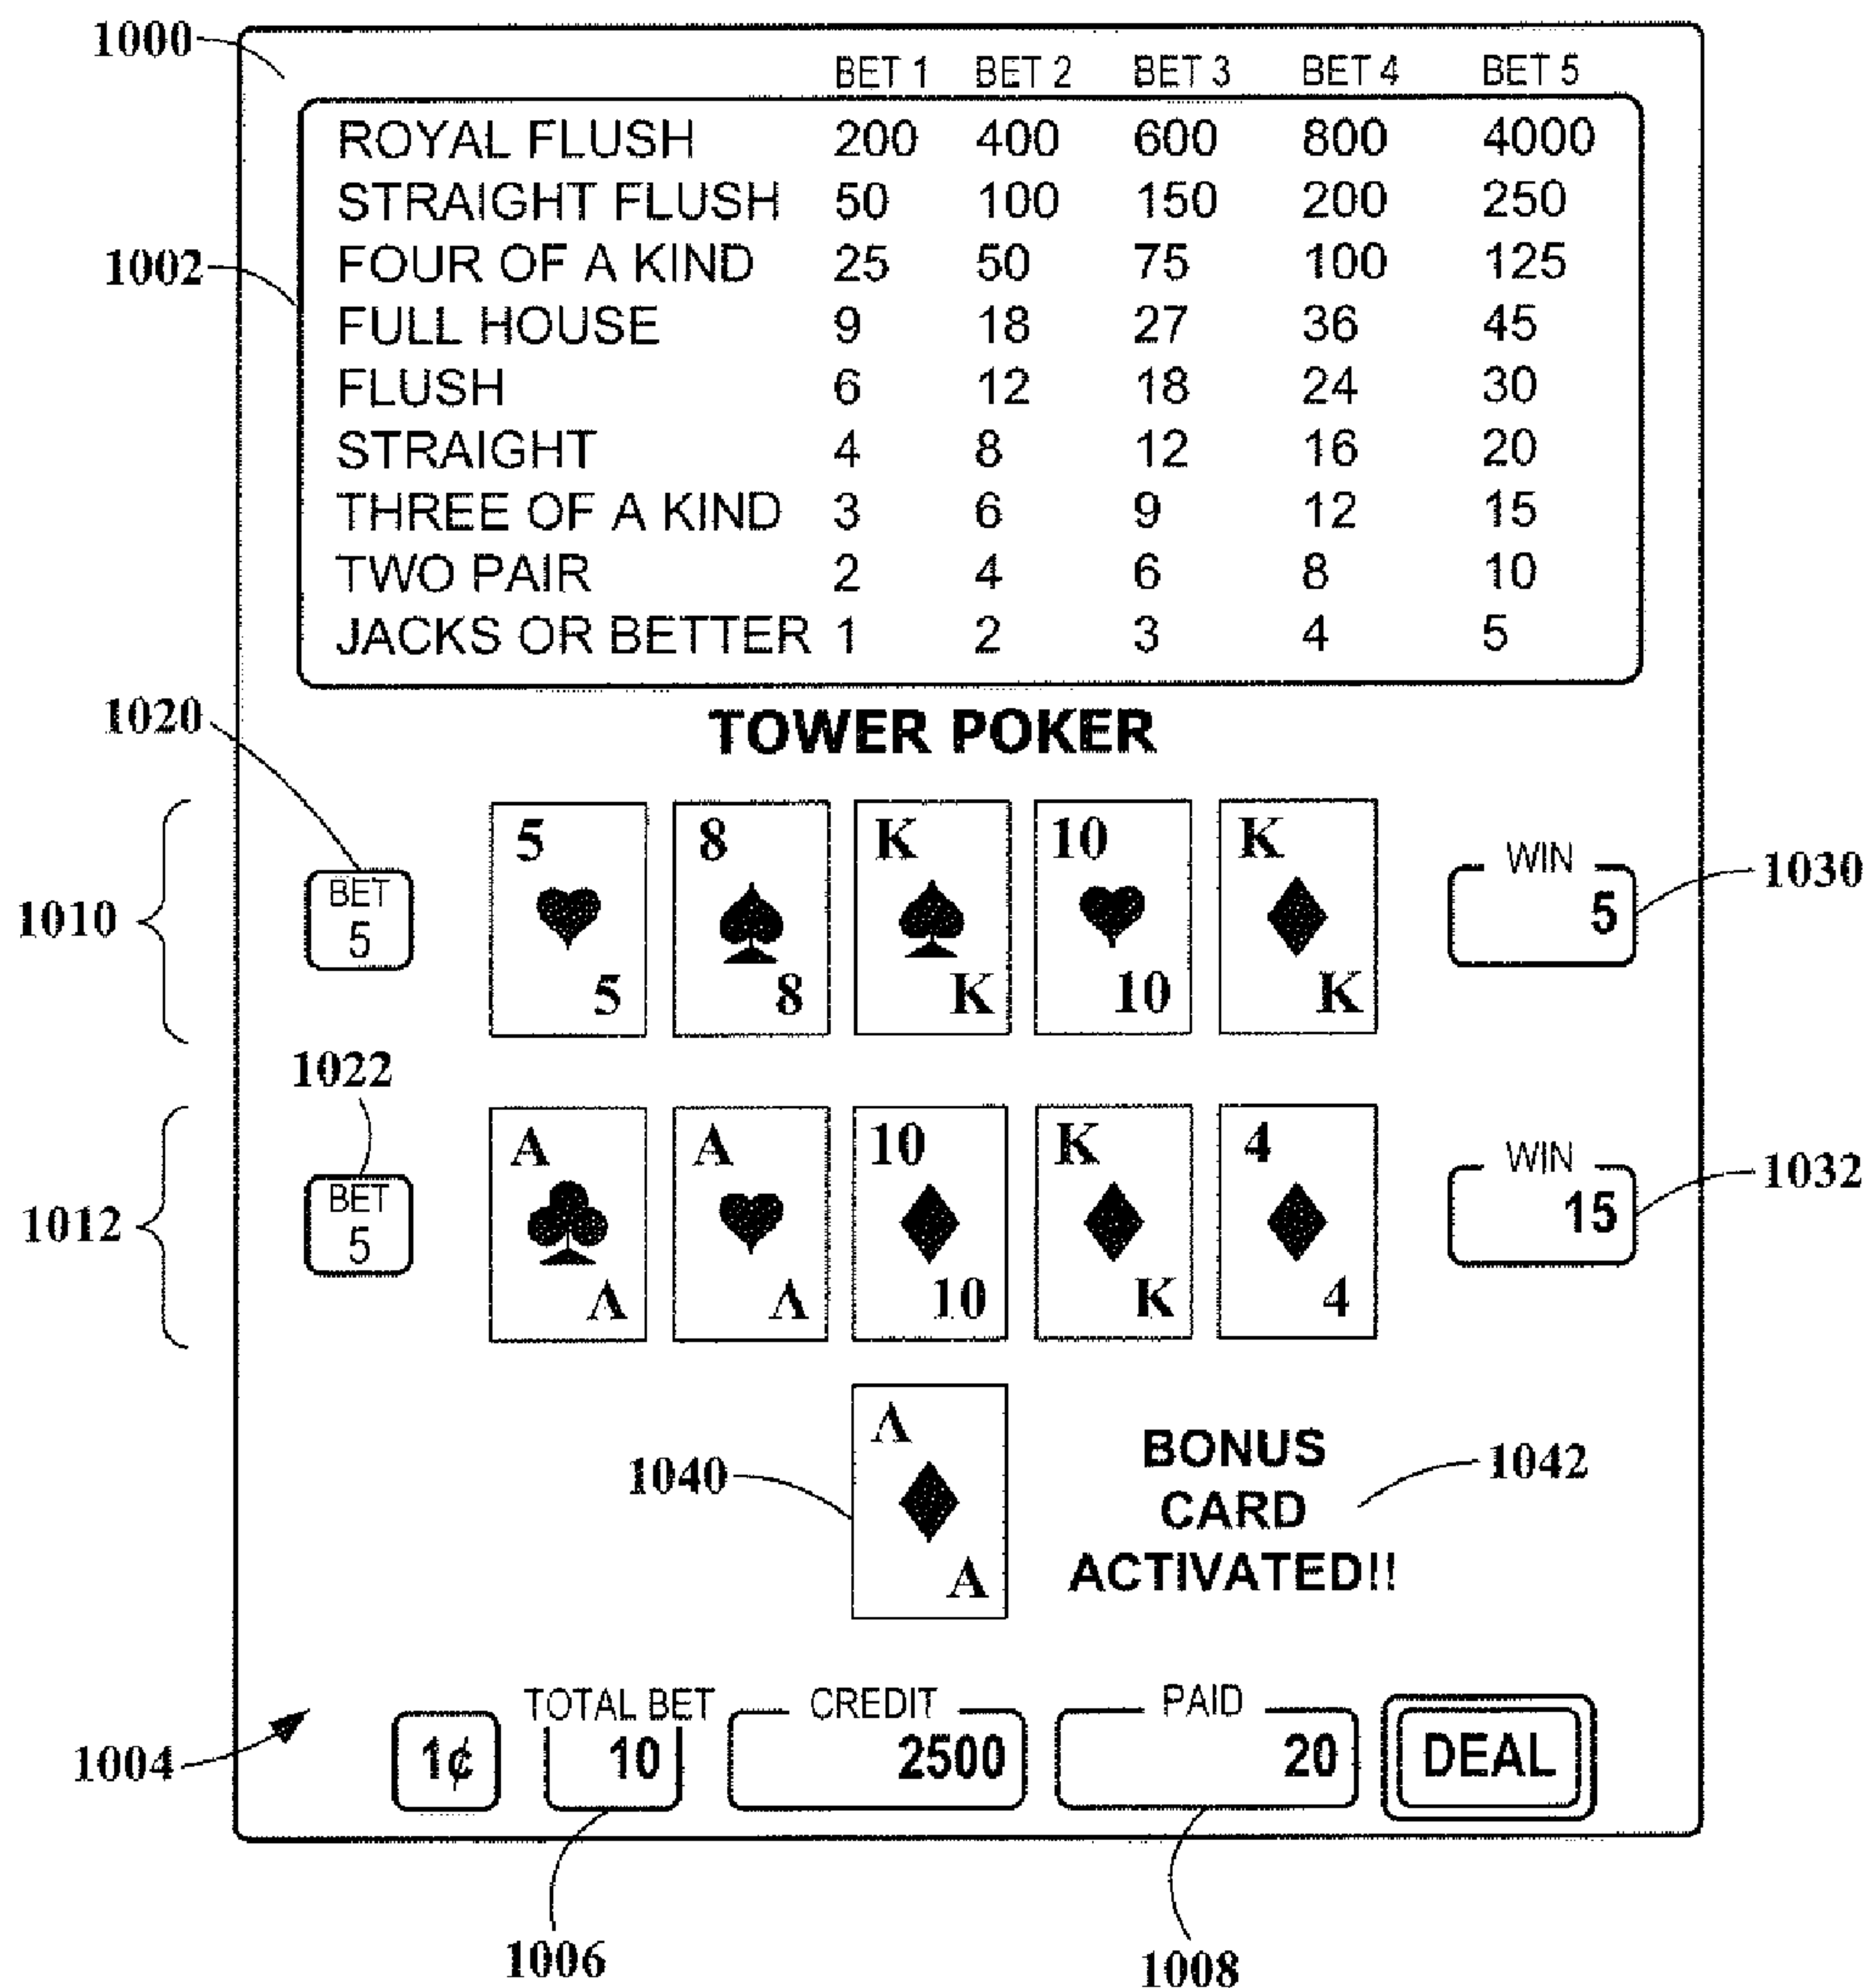 1000
BET 1 BET 2 BET 3 BET 4 BET 5
ROYAL FLUSH 200 400 600 800 4000
STRAIGHT FLUSH 50 100 150 200 250
1002
FOUR OF A KIND 25 50 75 100 125
FULL HOUSE 9 18 27 36 45
FLUSH 6 12 18 24 30
STRAIGHT 4 8 12 16 20
THREE OF A KIND 3 6 9 12 15
TWO PAIR 2 4 6 8 10
JACKS OR BETTER 1 2 3 4 5
1020
TOWER POKER
5 8 K 10 K
WIN
1030
BET
5
1010
5
5 8 K 10 K
1022
A A 10 K 4
WIN
1032
BET
5
1012
15
A A 10 K 4
A
BONUS
1040
1042
CARD
ACTIVATED!!
A
TOTAL BET CREDIT PAID
1004
1¢ 10 2500 20 DEAL
1006
1008